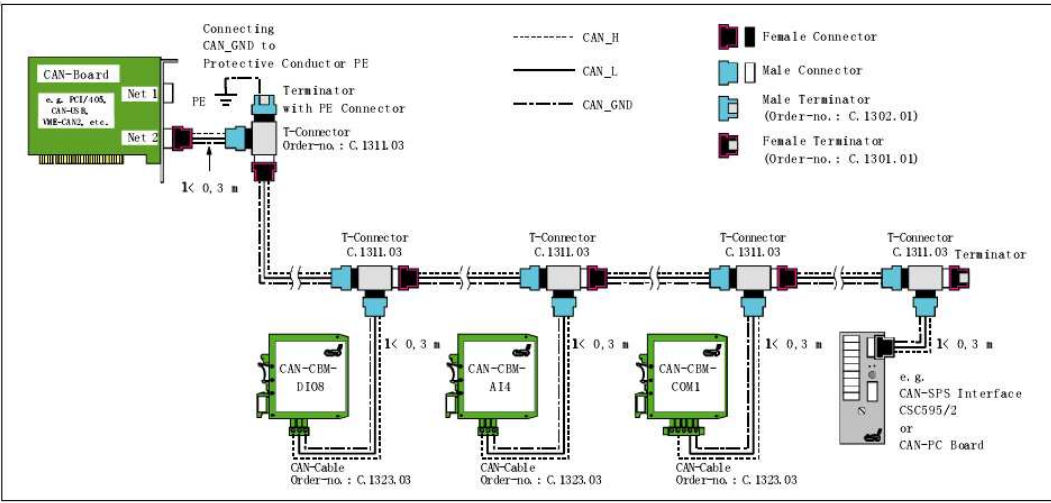 Connecting
CAN_GND to
Protective Conductor PE
CAN-Board
e. g. PCI/405,
CAN-USB,
VME-CAN2, etc.
Net 1
Net 2
PE
Terminator
with PE Connector
T-Connector
Order-no. : C. 1311.03
l< 0, 3 m
CAN_H
CAN_L
CAN_GND
Female Connector
Male Connector
Male Terminator
(Order-no. : C. 1302.01)
Female Terminator
(Order-no. : C. 1301.01)
T-Connector
C. 1311.03
T-Connector
C. 1311.03
T-Connector
C. 1311.03
T-Connector
C. 1311.03
Terminator
l< 0, 3 m
l< 0, 3 m
l< 0, 3 m
l< 0, 3 m
CAN-CBM-
DIO8
CAN-CBM-
AI4
CAN-CBM-
COM1
e. g.
CAN-SPS Interface
CSC595/2
or
CAN-PC Board
CAN-Cable
Order-no. : C. 1323.03
CAN-Cable
Order-no. : C. 1323.03
CAN-Cable
Order-no. : C. 1323.03